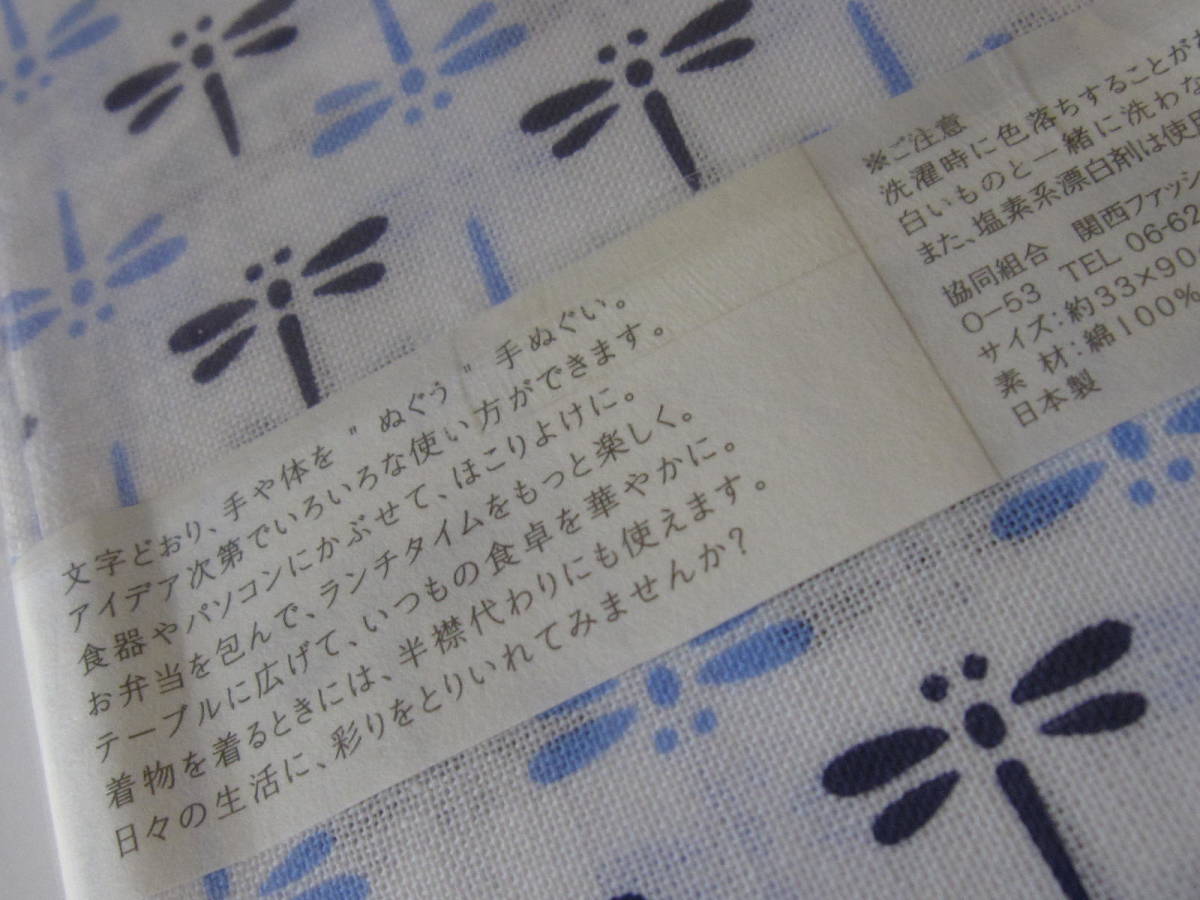 文字どおり、手や体を〃ぬぐう〃手ぬぐい。
アイデア次第でいろいろな使い方ができます。
食器やパソコンにかぶせて、ほこりよけに。
お弁当を包んで、ランチタイムをもっと楽しく。
テーブルに広げて、いつもの食卓を華やかに。
着物を着るときには、半襟代わりにも使えます。
日々の生活に、彩りをとりいれてみませんか?
※ご注意
洗濯時に色落ちすることが
白いものと一緒に洗わな
また、塩素系漂白剤は使用
協同組合 関西ファッシ
0-53 TEL 06-62
サイズ:約33×90
素 材:綿100%
日本製